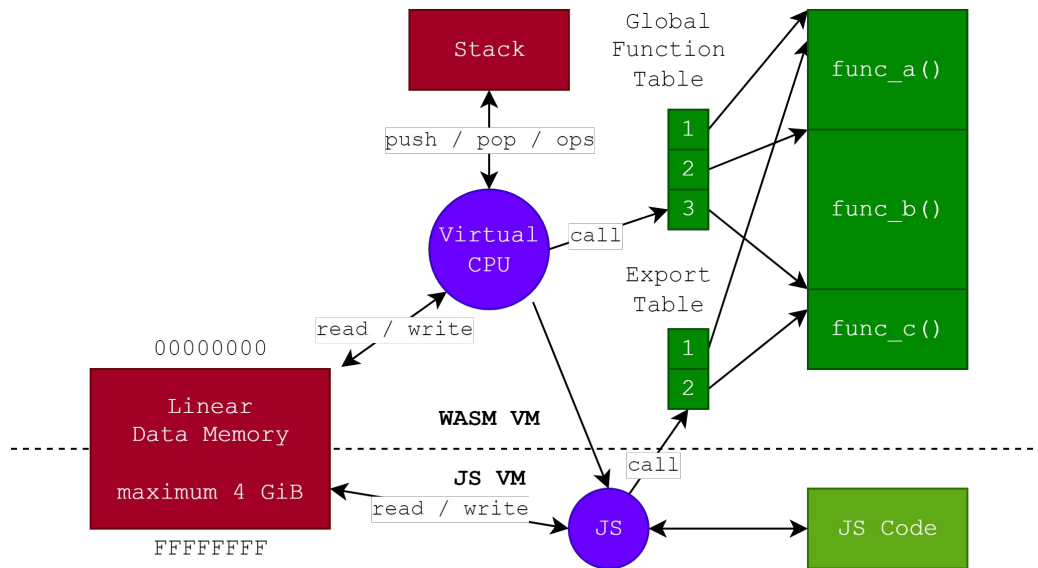 Stack
Global
Function
Table
func_a()
push / pop / ops
1
2
3
func_b()
Virtual
CPU
call
Export
Table
read / write
00000000
1
2
func_c()
Linear
Data Memory
maximum 4 GiB
FFFFFFFF
WASM VM
JS VM
call
read / write
JS
JS Code